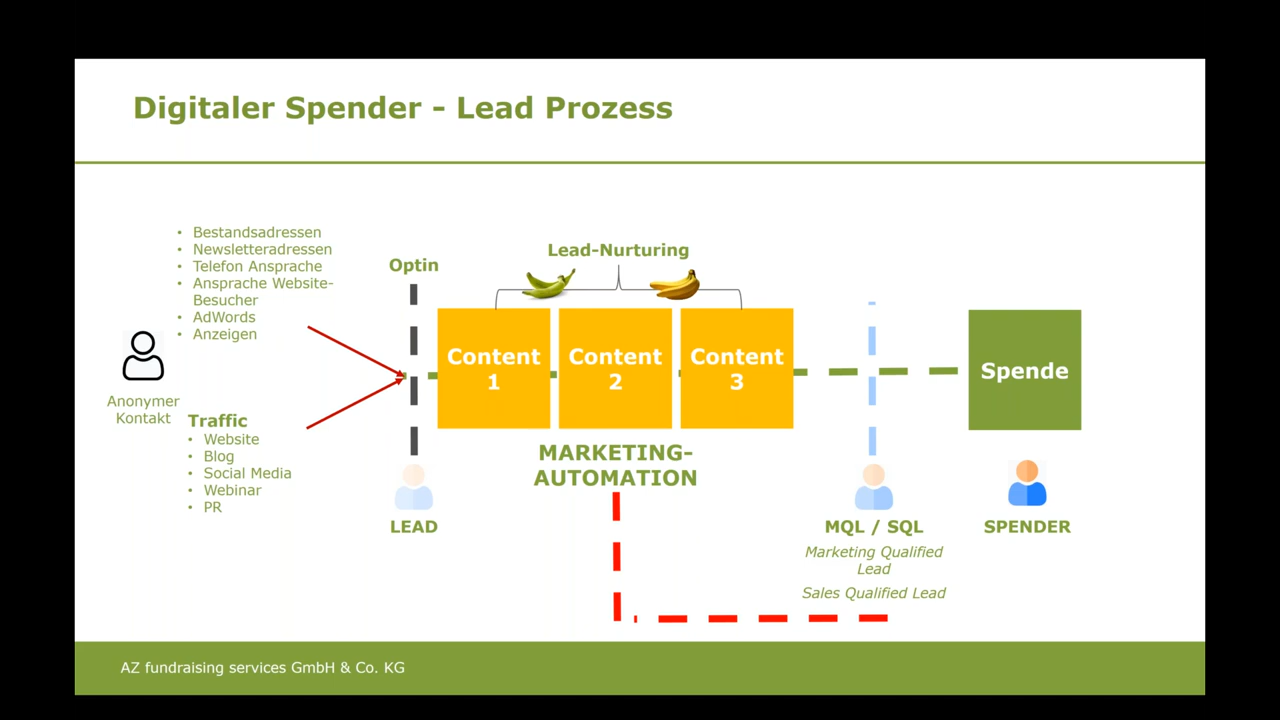 Digitaler Spender - Lead Prozess
• Bestandsadressen
• Newsletteradressen
• Telefon Ansprache
• Ansprache Website-
Besucher
• AdWords
• Anzeigen
Anonymer
Kontakt
Traffic
• Website
• Blog
• Social Media
• Webinar
• PR
Optin
LEAD
Lead-Nurturing
Content
1
Content
2
Content
3
MARKETING-
AUTOMATION
MQL / SQL
Marketing Qualified
Lead
Sales Qualified Lead
Spende
SPENDER
AZ fundraising services GmbH & Co. KG